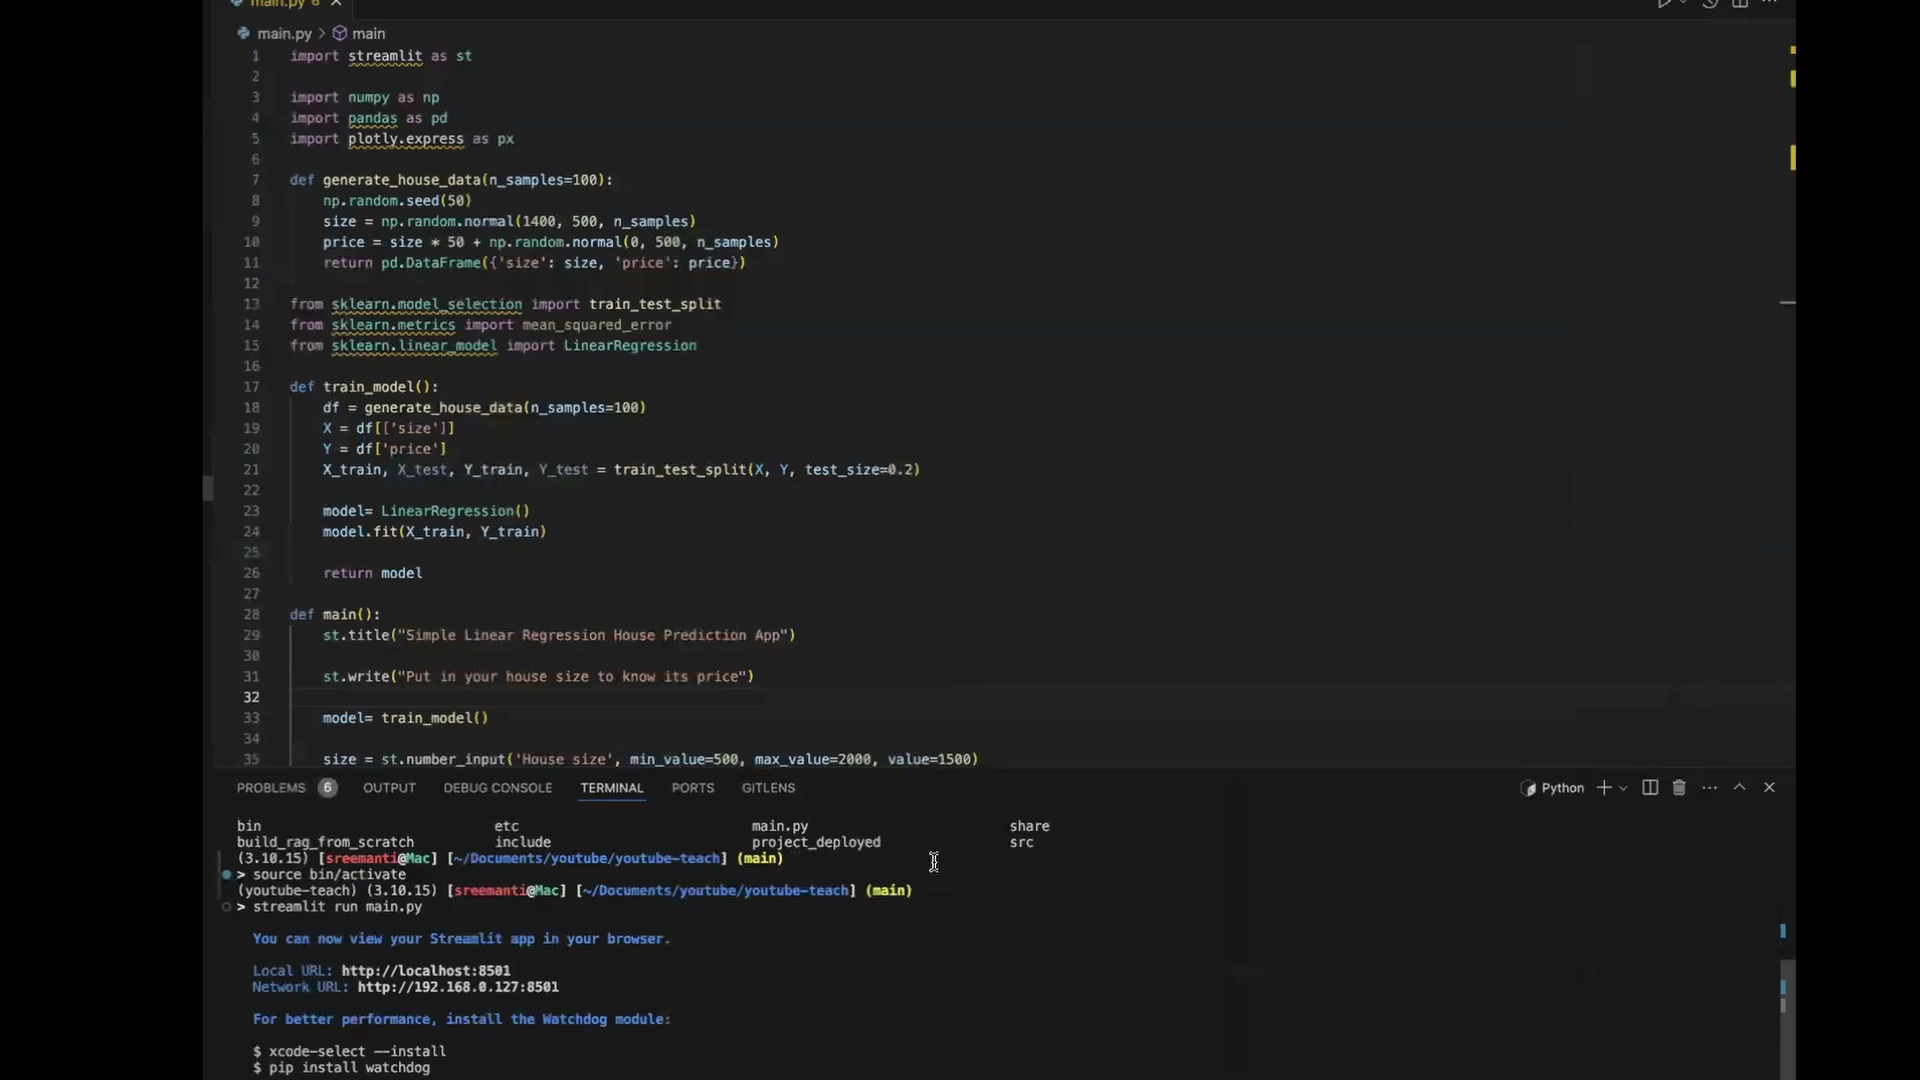 main.py 6
main.py > main
1 import streamlit as st
2
3 import numpy as np
4 import pandas as pd
5 import plotly.express as px
6
7 def generate_house_data(n_samples=100):
8 np.random.seed(50)
9 size = np.random.normal(1400, 500, n_samples)
10 price = size * 50 + np.random.normal(0, 500, n_samples)
11 return pd.DataFrame({'size': size, 'price': price})
12
13 from sklearn.model_selection import train_test_split
14 from sklearn.metrics import mean_squared_error
15 from sklearn.linear_model import LinearRegression
16
17 def train_model():
18 df = generate_house_data(n_samples=100)
19 X = df[['size']]
20 Y = df['price']
21 X_train, X_test, Y_train, Y_test = train_test_split(X, Y, test_size=0.2)
22
23 model= LinearRegression()
24 model.fit(X_train, Y_train)
25
26 return model
27
28 def main():
29 st.title("Simple Linear Regression House Prediction App")
30
31 st.write("Put in your house size to know its price")
32
33 model= train_model()
34
35 size = st.number_input('House size', min_value=500, max_value=2000, value=1500)
PROBLEMS 6 OUTPUT DEBUG CONSOLE TERMINAL PORTS GITLENS Python
bin etc main.py share
build_rag_from_scratch include project_deployed src
(3.10.15) [sreemanti@Mac] [~/Documents/youtube/youtube-teach] (main)
> source bin/activate
(youtube-teach) (3.10.15) [sreemanti@Mac] [~/Documents/youtube/youtube-teach] (main)
> streamlit run main.py
You can now view your Streamlit app in your browser.
Local URL: http://localhost:8501
Network URL: http://192.168.0.127:8501
For better performance, install the Watchdog module:
$ xcode-select --install
$ pip install watchdog